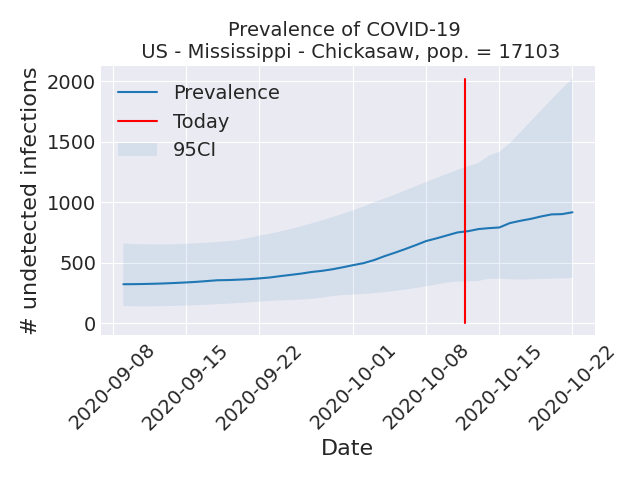 Prevalence of COVID-19
US - Mississippi - Chickasaw, pop. = 17103
# undetected infections
2000
1500
1000
500
0
Prevalence
Today
95CI
2020-09-08
2020-09-15
2020-09-22
2020-10-01
2020-10-08
2020-10-15
2020-10-22
Date